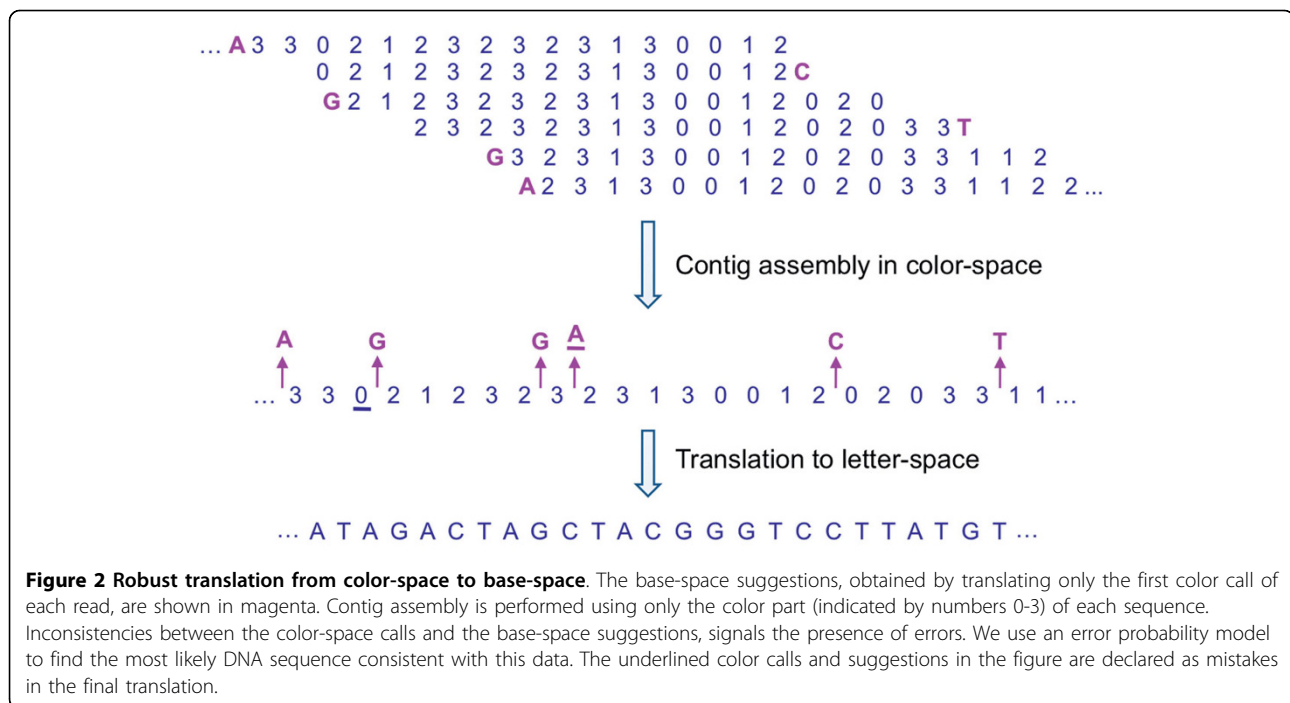 ... A 3 3 0 2 1 2 3 2 3 2 3 1 3 0 0 1 2
0 2 1 2 3 2 3 2 3 1 3 0 0 1 2 C
G 2 1 2 3 2 3 2 3 1 3 0 0 1 2 0 2 0
2 3 2 3 2 3 1 3 0 0 1 2 0 2 0 3 3 T
G 3 2 3 1 3 0 0 1 2 0 2 0 3 3 1 1 2
A 2 3 1 3 0 0 1 2 0 2 0 3 3 1 1 2 2 ...
Contig assembly in color-space
A G G A C T
... 3 3 0 2 1 2 3 2 3 2 3 1 3 0 0 1 2 0 2 0 3 3 1 1 ...
Translation to letter-space
... A T A G A C T A G C T A C G G G T C C T T A T G T ...
Figure 2 Robust translation from color-space to base-space. The base-space suggestions, obtained by translating only the first color call of
each read, are shown in magenta. Contig assembly is performed using only the color part (indicated by numbers 0-3) of each sequence.
Inconsistencies between the color-space calls and the base-space suggestions, signals the presence of errors. We use an error probability model
to find the most likely DNA sequence consistent with this data. The underlined color calls and suggestions in the figure are declared as mistakes
in the final translation.